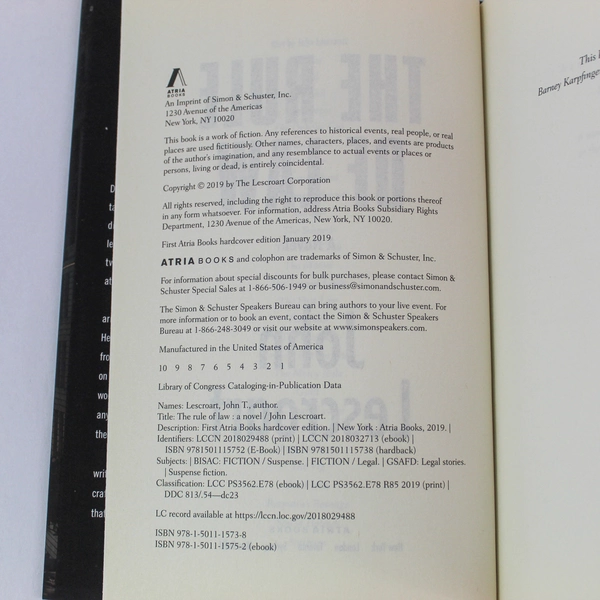 ATRIA
BOOKS
An Imprint of Simon & Schuster, Inc.
1230 Avenue of the Americas
New York, NY 10020
This book is a work of fiction. Any references to historical events, real people, or real
places are used fictitiously. Other names, characters, places, and events are products
of the author's imagination, and any resemblance to actual events or places or
persons, living or dead, is entirely coincidental.
Copyright © 2019 by The Lescroart Corporation
All rights reserved, including the right to reproduce this book or portions thereof
in any form whatsoever. For information, address Atria Books Subsidiary Rights
Department, 1230 Avenue of the Americas, New York, NY 10020.
First Atria Books hardcover edition January 2019
ATRIA BOOKS and colophon are trademarks of Simon & Schuster, Inc.
For information about special discounts for bulk purchases, please contact Simon &
Schuster Special Sales at 1-866-506-1949 or business@simonandschuster.com.
The Simon & Schuster Speakers Bureau can bring authors to your live event. For
more information or to book an event, contact the Simon & Schuster Speakers
Bureau at 1-866-248-3049 or visit our website at www.simonspeakers.com.
Manufactured in the United States of America
10 9 8 7 6 5 4 3 2 1
Library of Congress Cataloging-in-Publication Data
Names: Lescroart, John T., author.
Title: The rule of law : a novel / John Lescroart.
Description: First Atria Books hardcover edition. | New York : Atria Books, 2019. |
Identifiers: LCCN 2018029488 (print) | LCCN 2018032713 (ebook) |
ISBN 9781501115752 (E-Book) | ISBN 9781501115738 (hardback)
Subjects: | BISAC: FICTION / Suspense. | FICTION / Legal. | GSAFD: Legal stories.
| Suspense fiction.
Classification: LCC PS3562.E78 (ebook) | LCC PS3562.E78 R85 2019 (print) |
DDC 813/.54—dc23
LC record available at https://lccn.loc.gov/2018029488
ISBN 978-1-5011-1573-8
ISBN 978-1-5011-1575-2 (ebook)
This
Barney Karpfinge